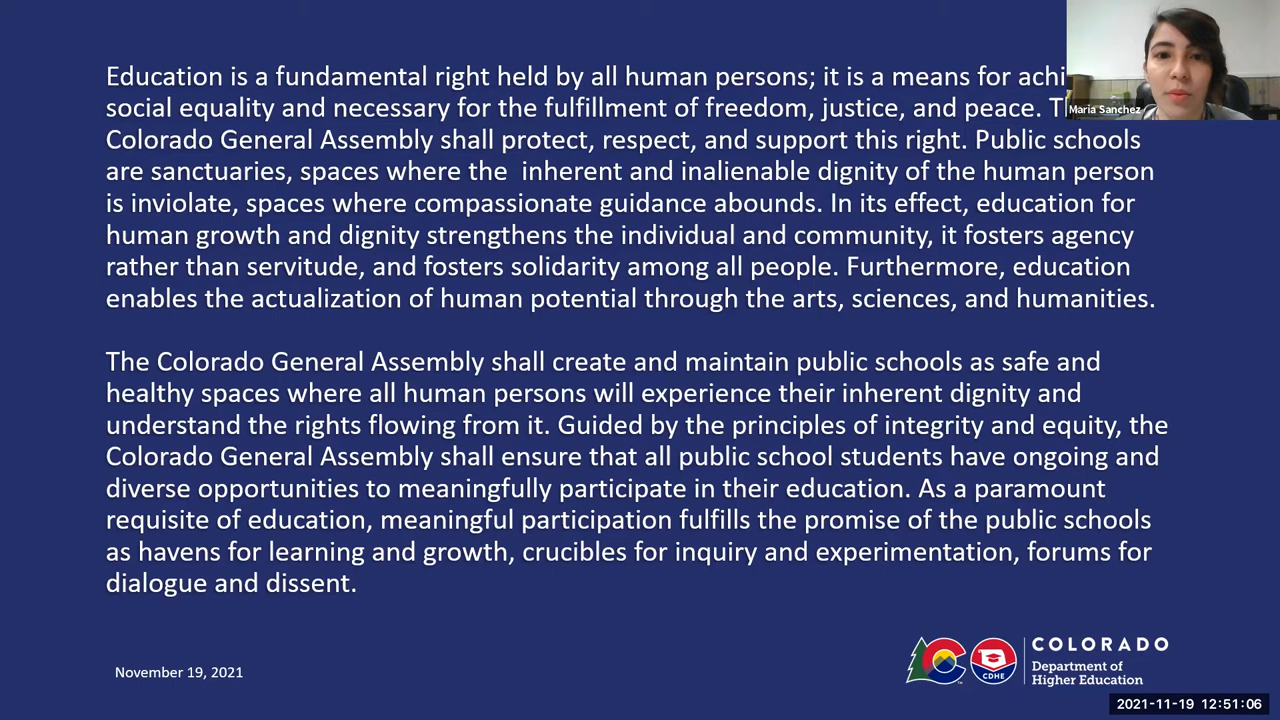 Education is a fundamental right held by all human persons; it is a means for
social equality and necessary for the fulfillment of freedom, justice, and peace.
Colorado General Assembly shall protect, respect, and support this right. Public schools
are sanctuaries, spaces where the inherent and inalienable dignity of the human person
is inviolate, spaces where compassionate guidance abounds. In its effect, education for
human growth and dignity strengthens the individual and community, it fosters agency
rather than servitude, and fosters solidarity among all people. Furthermore, education
enables the actualization of human potential through the arts, sciences, and humanities.
The Colorado General Assembly shall create and maintain public schools as safe and
healthy spaces where all human persons will experience their inherent dignity and
understand the rights flowing from it. Guided by the principles of integrity and equity, the
Colorado General Assembly shall ensure that all public school students have ongoing and
diverse opportunities to meaningfully participate in their education. As a paramount
requisite of education, meaningful participation fulfills the promise of the public schools
as havens for learning and growth, crucibles for inquiry and experimentation, forums for
dialogue and dissent.
Maria Sanchez
November 19, 2021
CDHE
COLORADO
Department of
Higher Education
2021-11-19 12:51:06